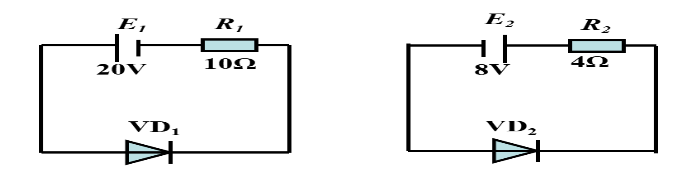 E₁ R₁
20V 10Ω
VD₁
E₂ R₂
8V 4Ω
VD₂